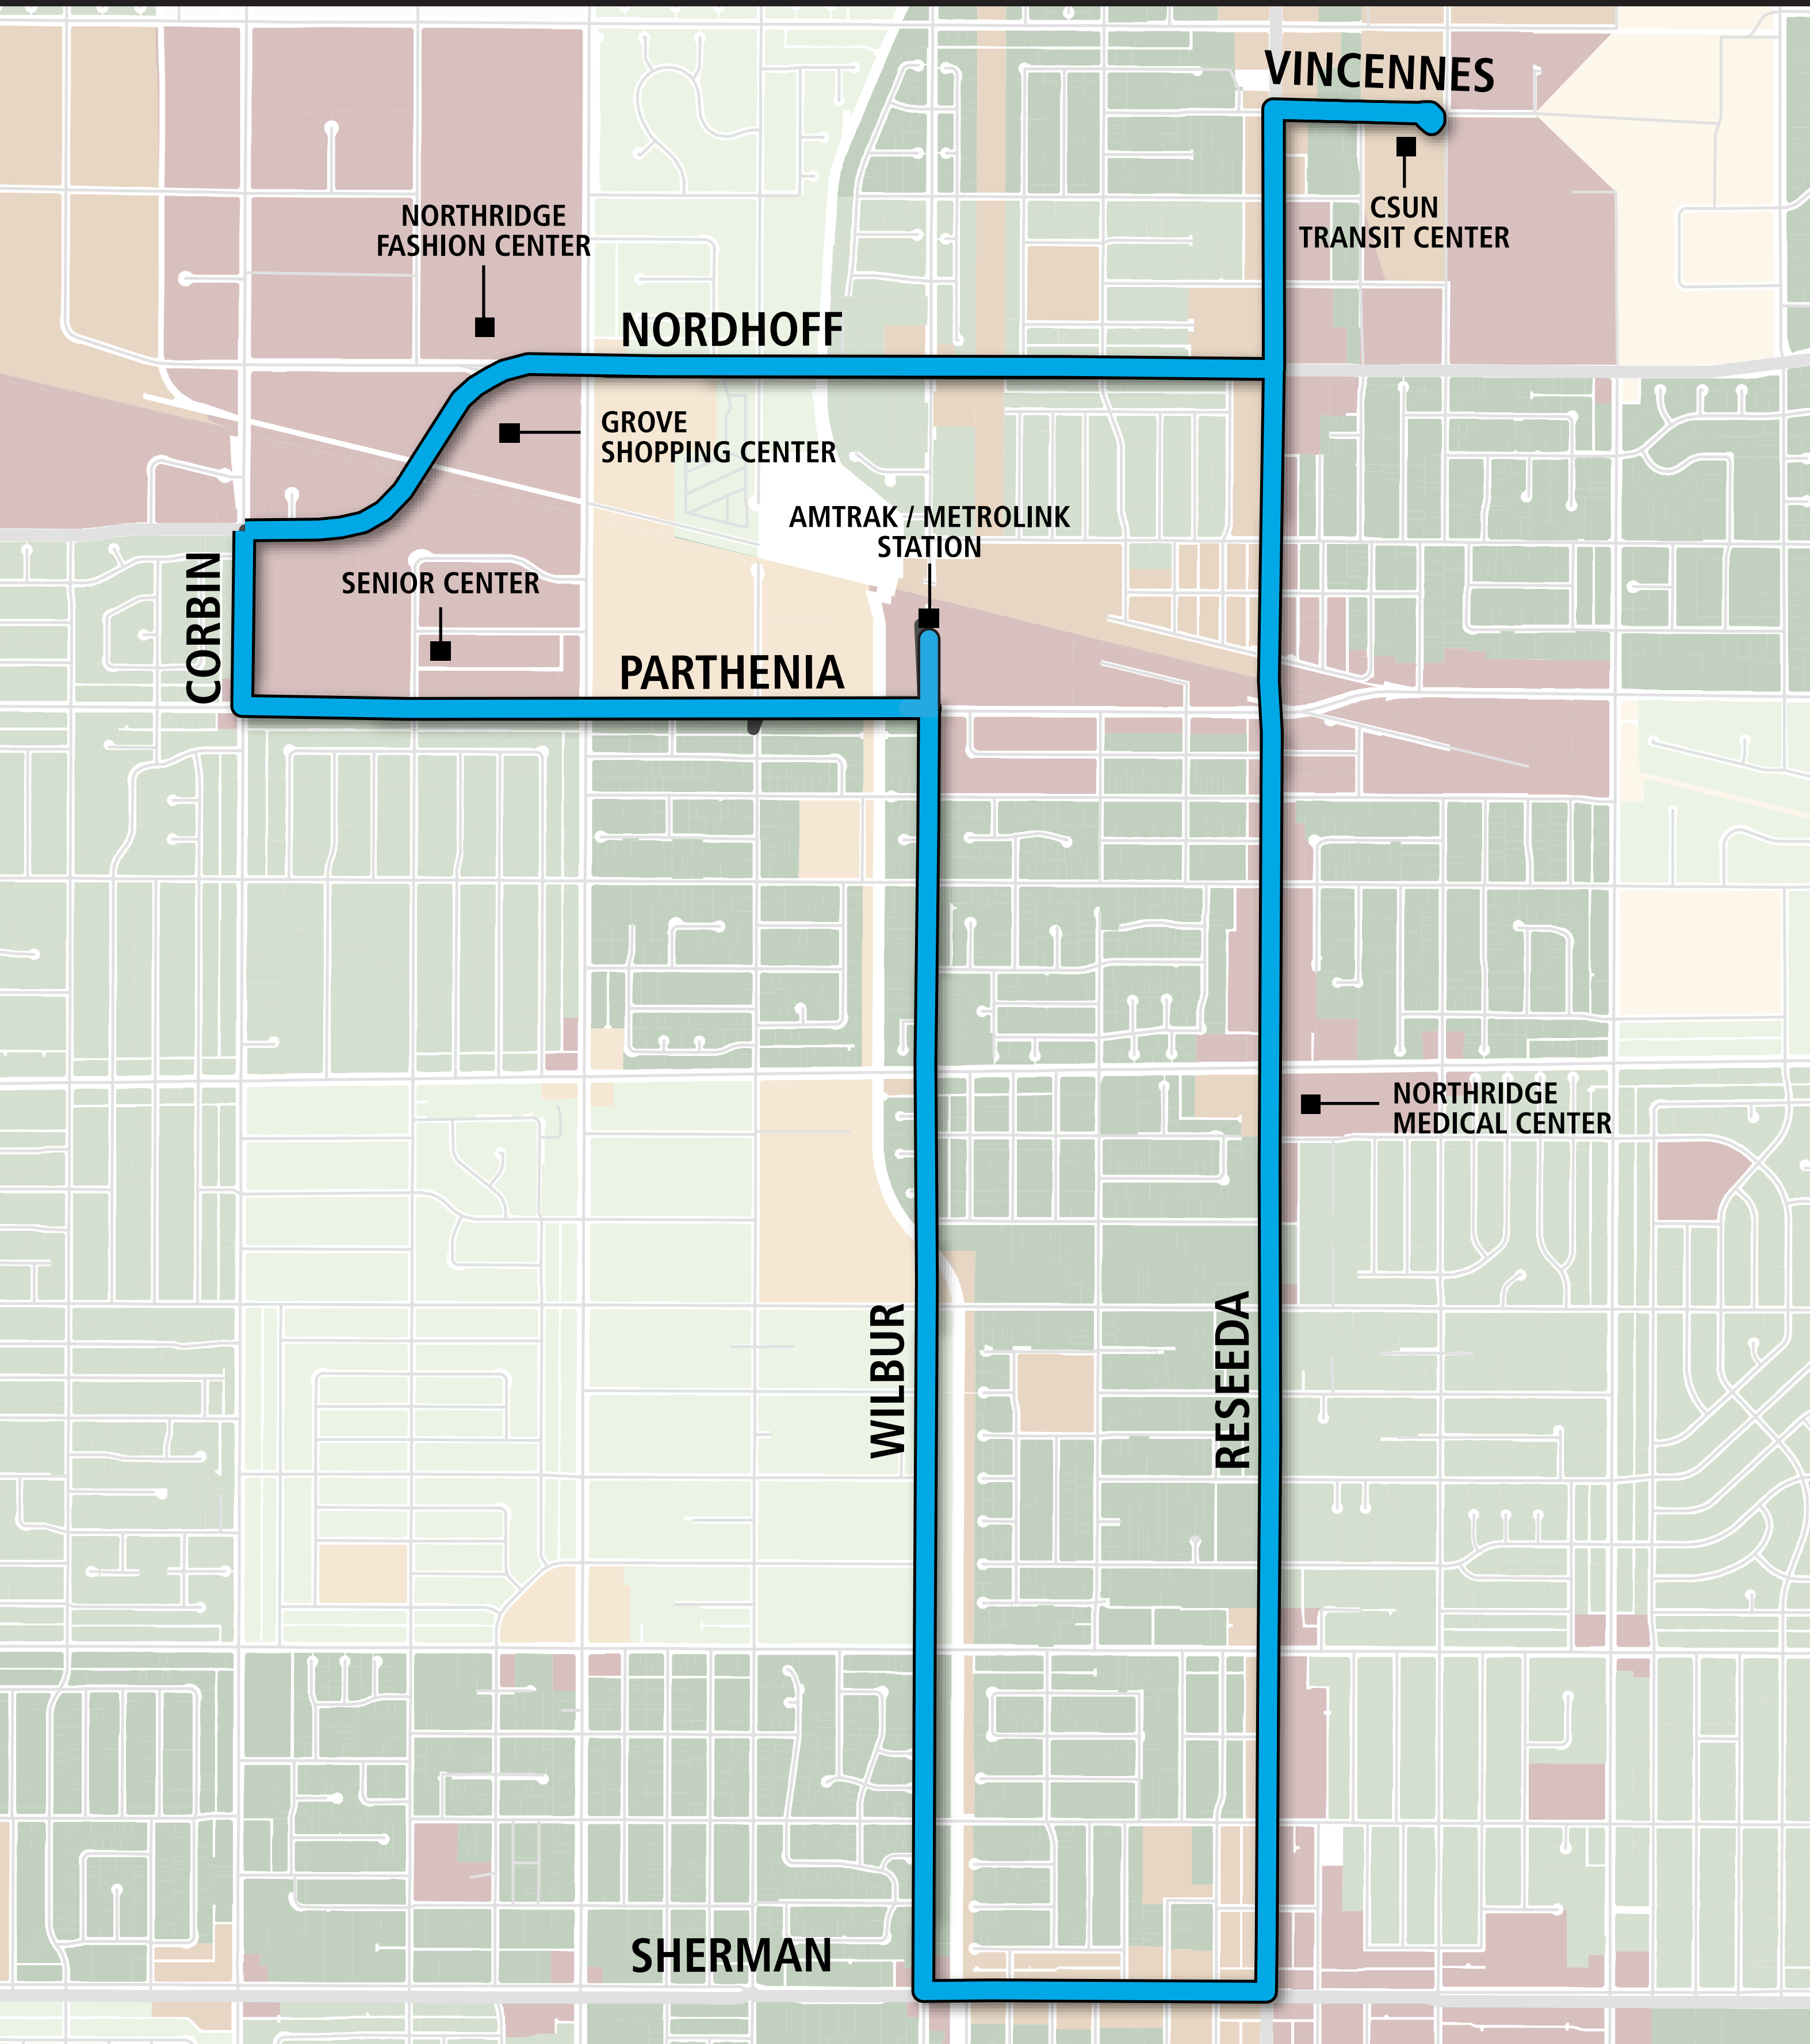 VINCENNES
CSUN
TRANSIT CENTER
NORTHRIDGE
FASHION CENTER
NORDHOFF
GROVE
SHOPPING CENTER
AMTRAK / METROLINK
STATION
CORBIN
SENIOR CENTER
PARTHENIA
NORTHRIDGE
MEDICAL CENTER
WILBUR
RESEEDA
SHERMAN